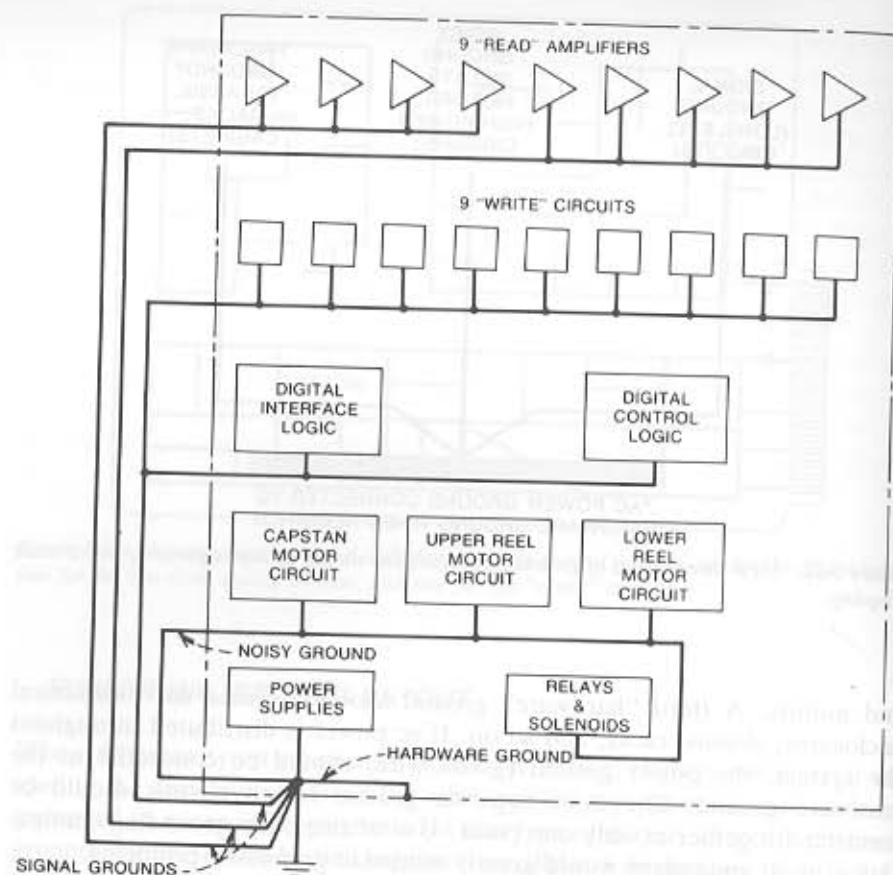 9 "READ" AMPLIFIERS
9 "WRITE" CIRCUITS
DIGITAL
INTERFACE
LOGIC
DIGITAL
CONTROL
LOGIC
CAPSTAN
MOTOR
CIRCUIT
UPPER REEL
MOTOR
CIRCUIT
LOWER
REEL
MOTOR
CIRCUIT
NOISY GROUND
POWER
SUPPLIES
RELAYS
&
SOLENOIDS
HARDWARE GROUND
SIGNAL GROUNDS